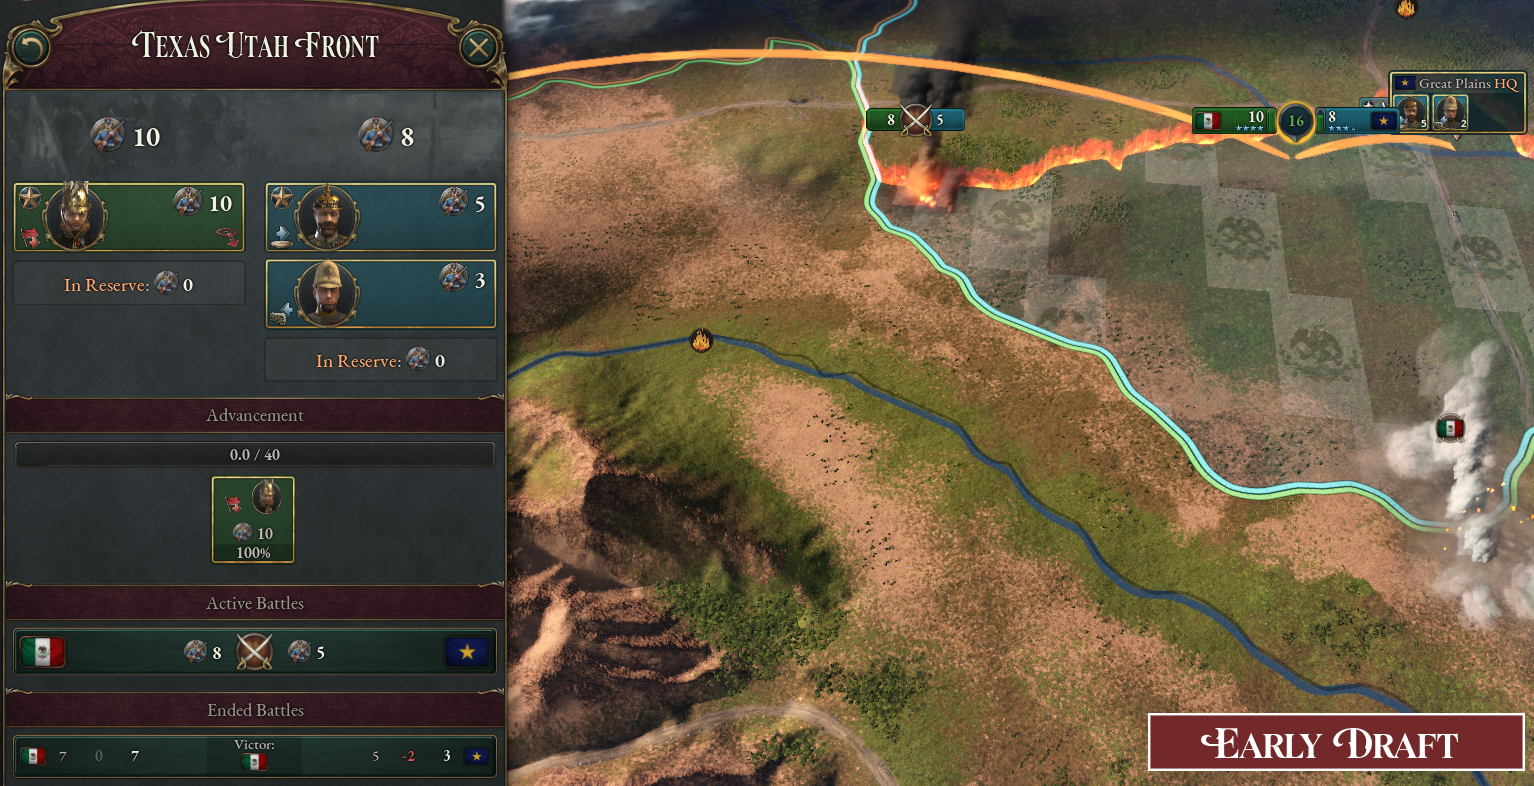 Texas Utah Front
10
8
10
5
In Reserve: 0
3
In Reserve: 0
Advancement
0.0 / 40
10
100%
Active Battles
8 5
Ended Battles
7 0 7 Victor: 5 -2 3
8 5
10 16 8
Great Plains HQ
5 2
Early Draft